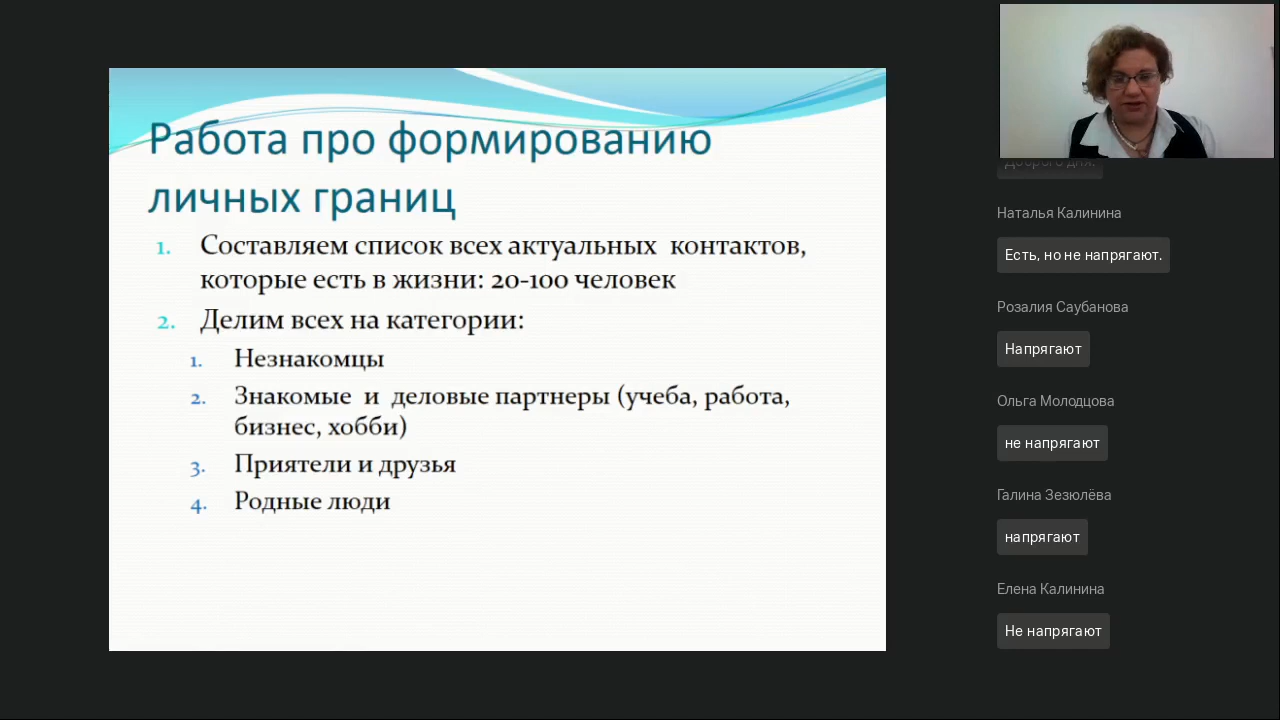 Работа про формированию
личных границ
1. Составляем список всех актуальных контактов,
которые есть в жизни: 20-100 человек
2. Делим всех на категории:
1. Незнакомцы
2. Знакомые и деловые партнеры (учеба, работа,
бизнес, хобби)
3. Приятели и друзья
4. Родные люди
Доброго дня.
Наталья Калинина
Есть, но не напрягают.
Розалия Саубанова
Напрягают
Ольга Молодцова
не напрягают
Галина Зезюлёва
напрягают
Елена Калинина
Не напрягают